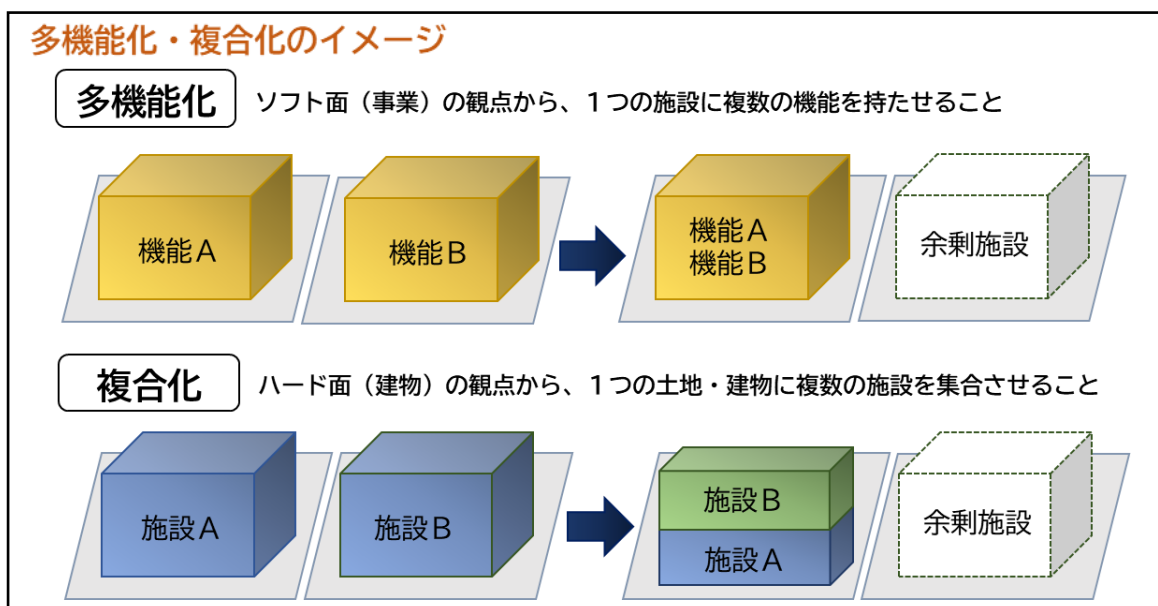 多機能化・複合化のイメージ
多機能化
ソフト面（事業）の観点から、１つの施設に複数の機能を持たせること
機能Ａ
機能Ｂ
機能Ａ
機能Ｂ
余剰施設
複合化
ハード面（建物）の観点から、１つの土地・建物に複数の施設を集合させること
施設Ａ
施設Ｂ
施設Ｂ
施設Ａ
余剰施設